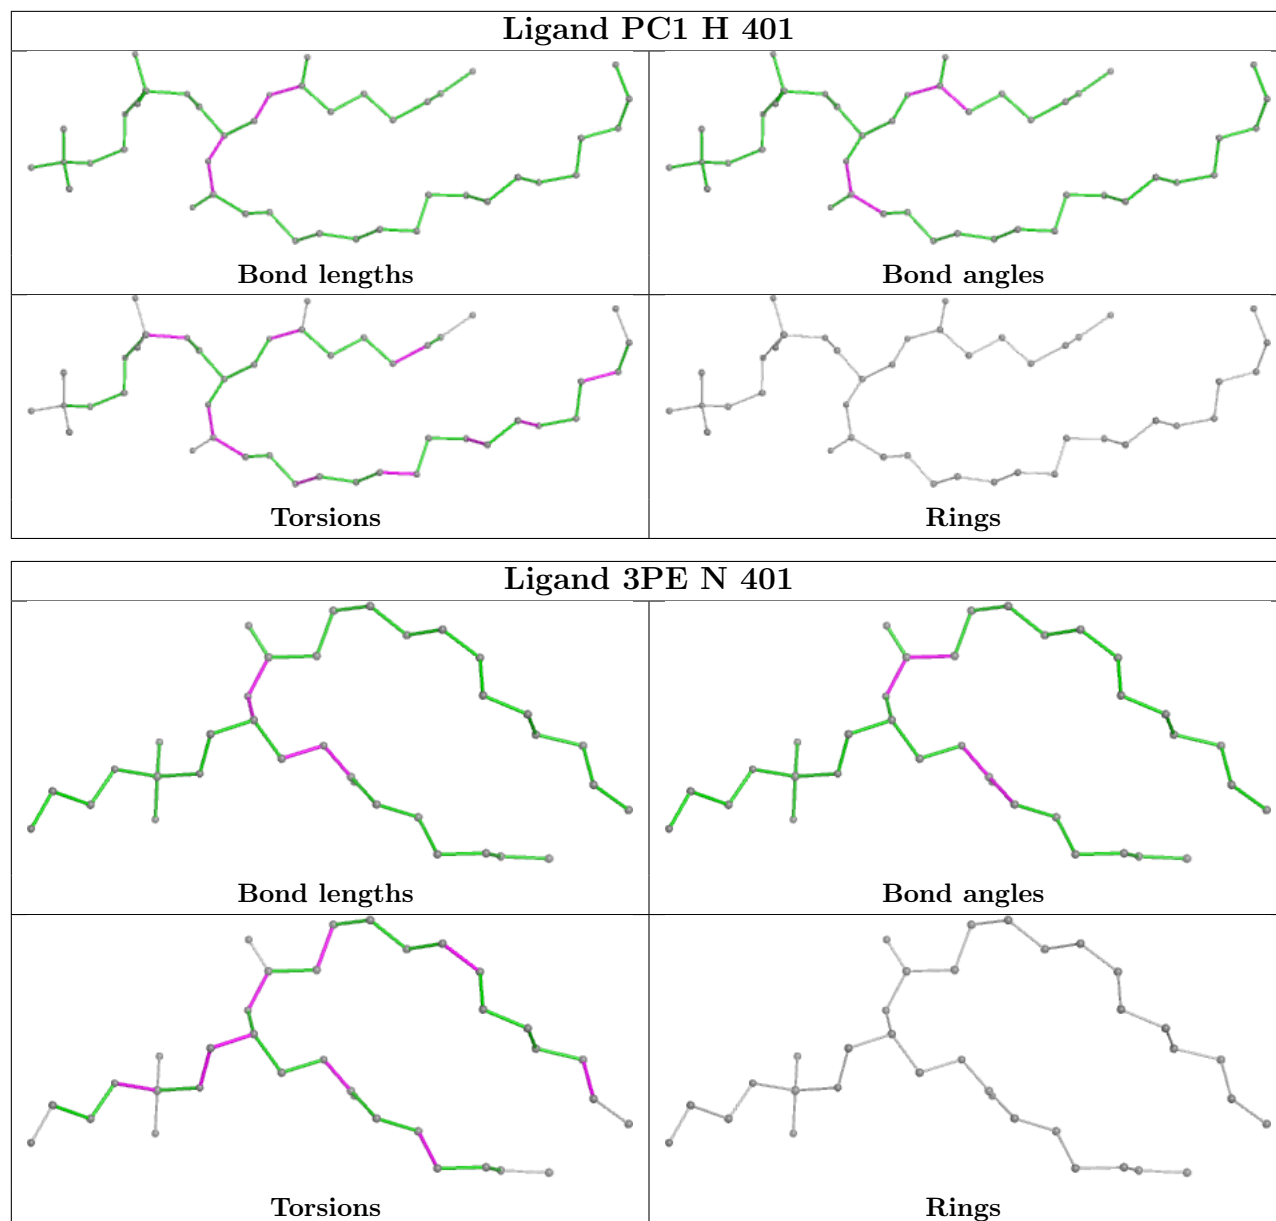 Ligand PC1 H 401
Bond lengths
Bond angles
Torsions
Rings
Ligand 3PE N 401
Bond lengths
Bond angles
Torsions
Rings